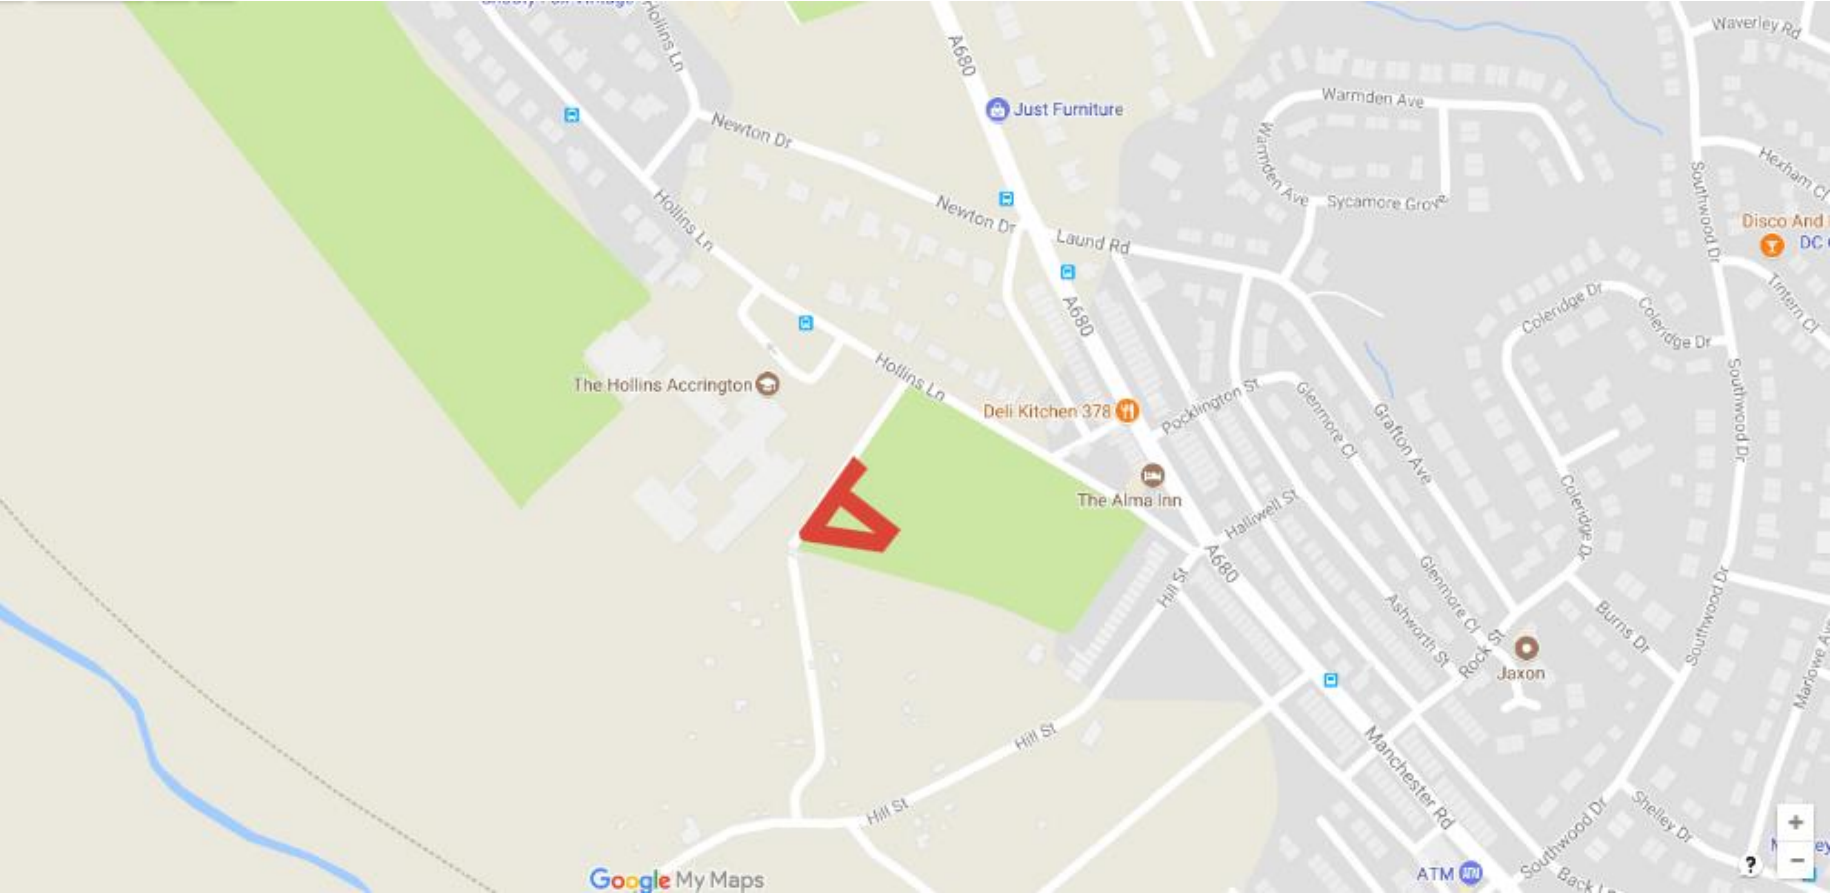 Hollins Ln
A680
Waverley Rd
Just Furniture
Warmden Ave
Newton Dr
Warmden Ave
Hexham Cl
Southwood Dr
Sycamore Grove
Hollins Ln
Newton Dr
Laund Rd
Disco And
DC
Tintern Cl
Coleridge Dr
Coleridge Dr
A680
The Hollins Accrington
Hollins Ln
Deli Kitchen 378
Pocklington St
Glenmore Cl
Grafton Ave
Southwood Dr
The Alma Inn
Halliwell St
Coleridge Dr
A680
Hill St
Glenmore Cl
Ashworth St
Rock St
Burns Dr
Southwood Dr
Jaxon
Marlowe Ave
Hill St
Manchester Rd
Hill St
Southwood Dr
Shelley Dr
+
?
−
Google My Maps
ATM
ATM